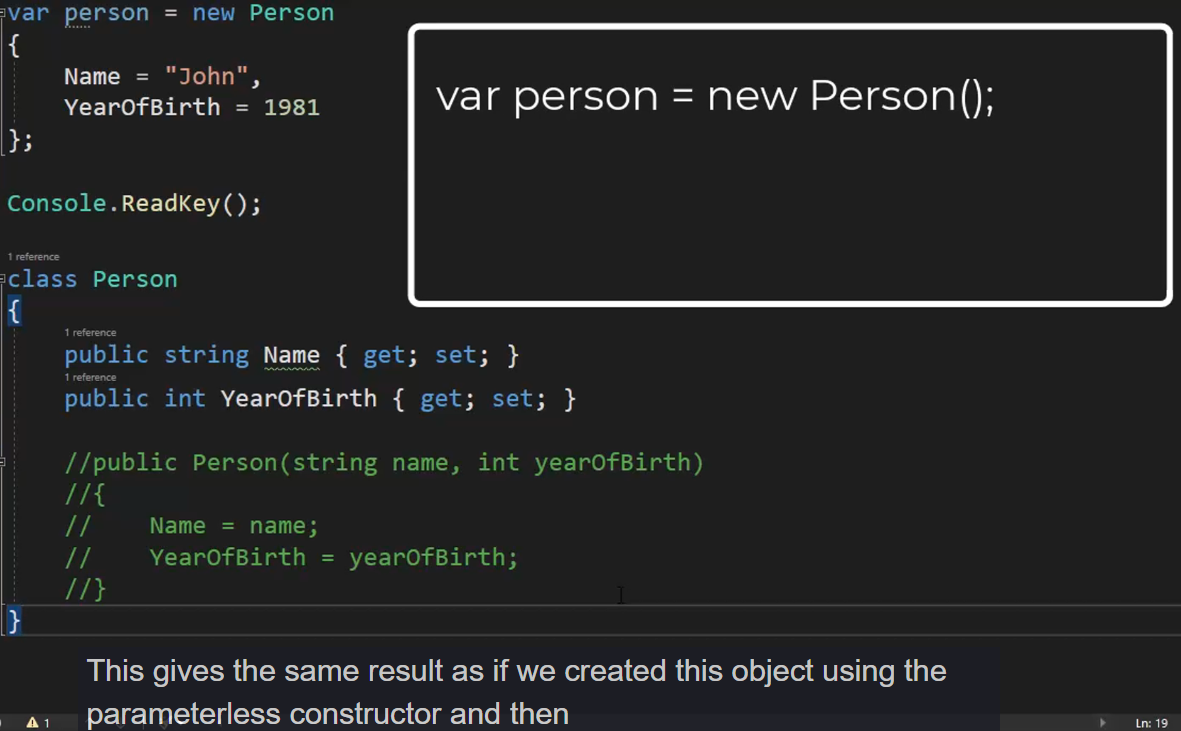 var person = new Person
{
    Name = "John",
    YearOfBirth = 1981
};
var person = new Person();
Console.ReadKey();
1 reference
class Person
{
1 reference
    public string Name { get; set; }
1 reference
    public int YearOfBirth { get; set; }
    //public Person(string name, int yearOfBirth)
    //{
    //    Name = name;
    //    YearOfBirth = yearOfBirth;
    //}
}
This gives the same result as if we created this object using the
parameterless constructor and then
1
Ln: 19